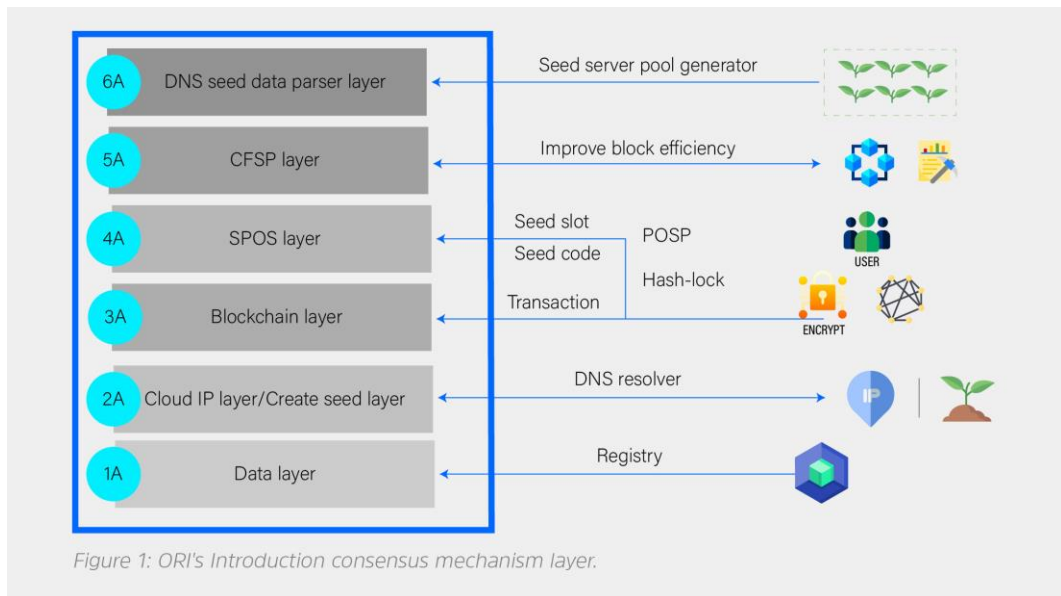 6A
DNS seed data parser layer
Seed server pool generator
5A
CFSP layer
Improve block efficiency
4A
SPOS layer
Seed slot
Seed code
POSP
Hash-lock
USER
3A
Blockchain layer
Transaction
ENCRYPT
2A
Cloud IP layer/Create seed layer
DNS resolver
IP
1A
Data layer
Registry
Figure 1: ORI's Introduction consensus mechanism layer.